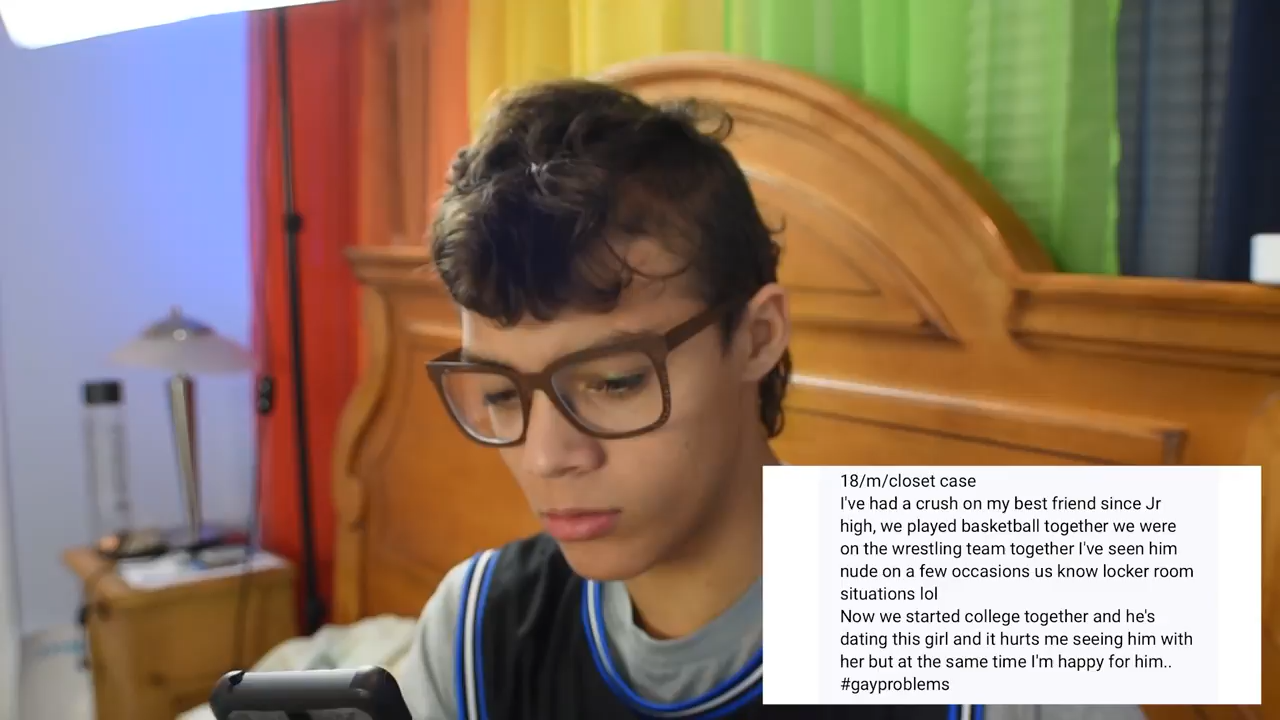 18/m/closet case
I've had a crush on my best friend since Jr
high, we played basketball together we were
on the wrestling team together I've seen him
nude on a few occasions us know locker room
situations lol
Now we started college together and he's
dating this girl and it hurts me seeing him with
her but at the same time I'm happy for him..
#gayproblems